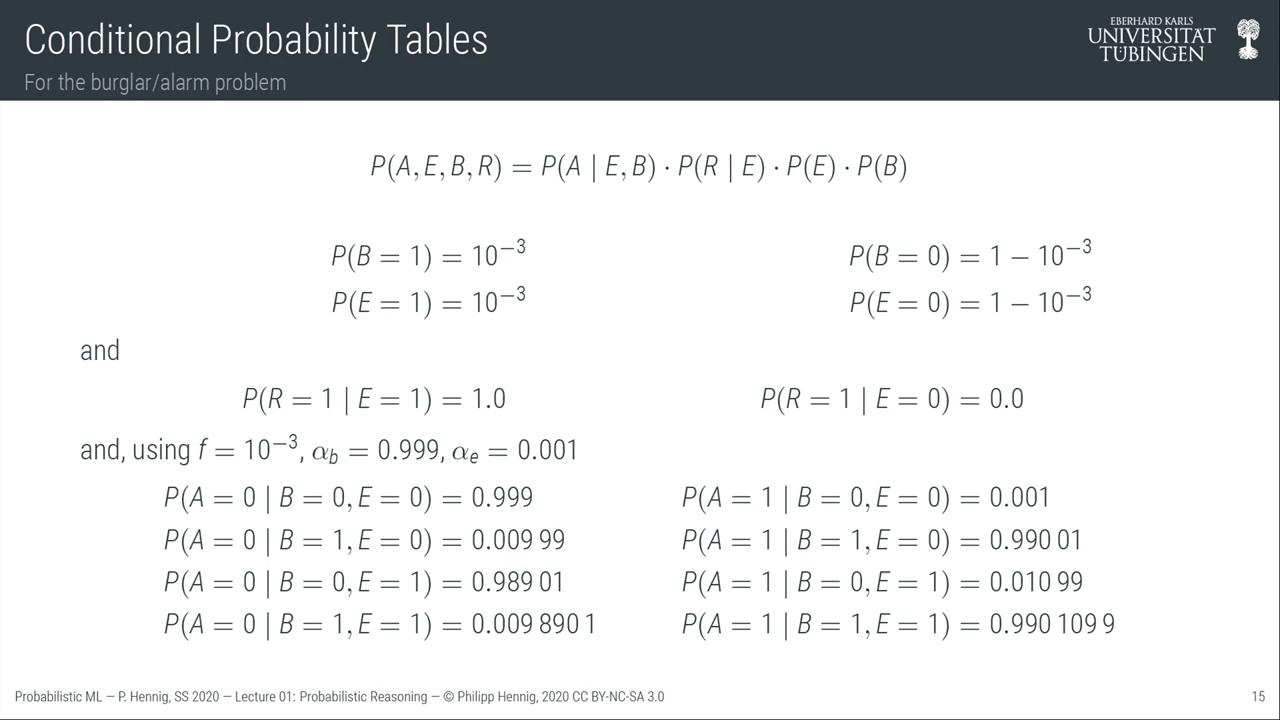 Conditional Probability Tables
For the burglar/alarm problem
EBERHARD KARLS
UNIVERSITÄT
TÜBINGEN
P(A, E, B, R) = P(A | E, B) · P(R | E) · P(E) · P(B)
P(B = 1) = 10⁻³ P(B = 0) = 1 − 10⁻³
P(E = 1) = 10⁻³ P(E = 0) = 1 − 10⁻³
and
P(R = 1 | E = 1) = 1.0 P(R = 1 | E = 0) = 0.0
and, using f = 10⁻³, α_b = 0.999, α_e = 0.001
P(A = 0 | B = 0, E = 0) = 0.999 P(A = 1 | B = 0, E = 0) = 0.001
P(A = 0 | B = 1, E = 0) = 0.009 99 P(A = 1 | B = 1, E = 0) = 0.990 01
P(A = 0 | B = 0, E = 1) = 0.989 01 P(A = 1 | B = 0, E = 1) = 0.010 99
P(A = 0 | B = 1, E = 1) = 0.009 890 1 P(A = 1 | B = 1, E = 1) = 0.990 109 9
Probabilistic ML — P. Hennig, SS 2020 — Lecture 01: Probabilistic Reasoning — © Philipp Hennig, 2020 CC BY-NC-SA 3.0 15